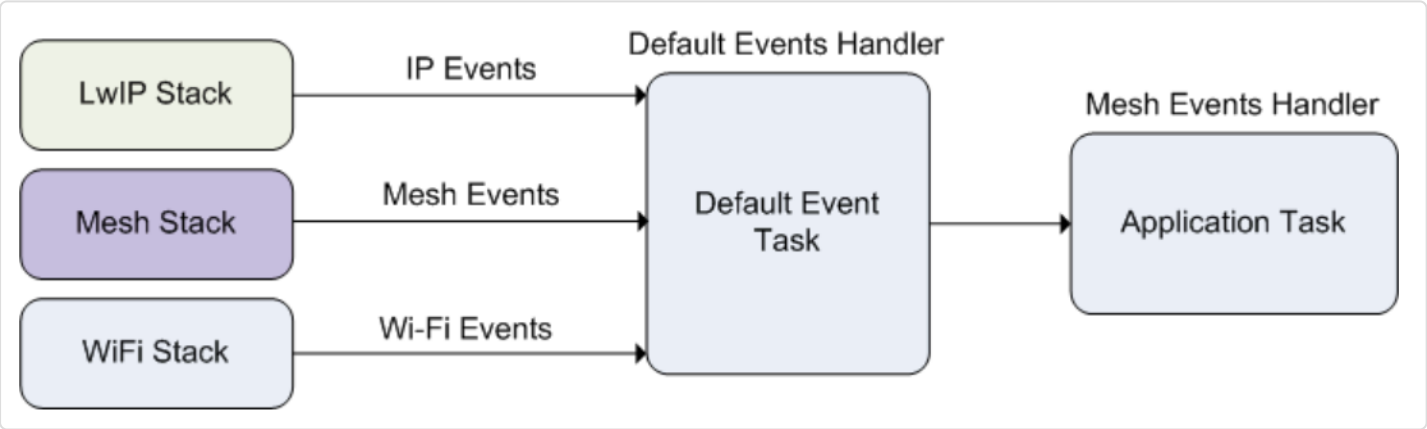 LwIP Stack
IP Events
Default Events Handler
Mesh Events Handler
Mesh Stack
Mesh Events
Default Event
Task
Application Task
WiFi Stack
Wi-Fi Events